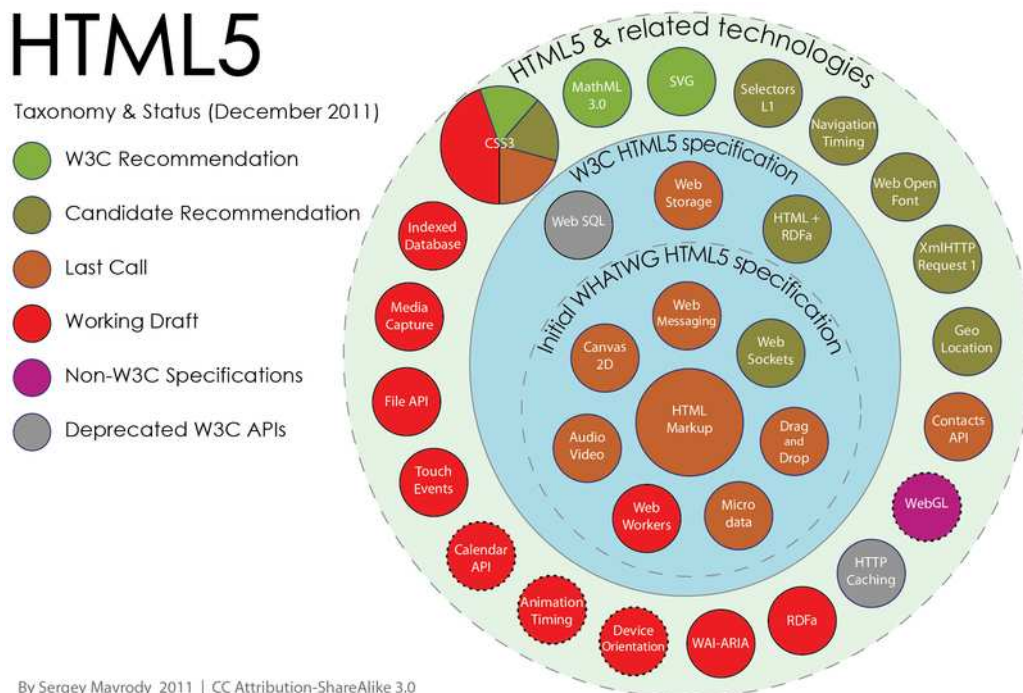 HTML5
Taxonomy & Status (December 2011)
W3C Recommendation
Candidate Recommendation
Last Call
Working Draft
Non-W3C Specifications
Deprecated W3C APIs
HTML5 & related technologies
CSS3
MathML
3.0
SVG
Selectors
L1
Navigation
Timing
Web Open
Font
XmlHTTP
Request 1
Geo
Location
Contacts
API
WebGL
HTTP
Caching
RDFa
WAI-ARIA
Device
Orientation
Animation
Timing
Calendar
API
Touch
Events
File API
Media
Capture
Indexed
Database
W3C HTML5 specification
Web SQL
Web
Storage
HTML +
RDFa
Initial WHATWG HTML5 specification
Web
Messaging
Canvas
2D
Web
Sockets
HTML
Markup
Audio
Video
Drag
and
Drop
Web
Workers
Micro
data
By Sergey Mavrody 2011 | CC Attribution-ShareAlike 3.0